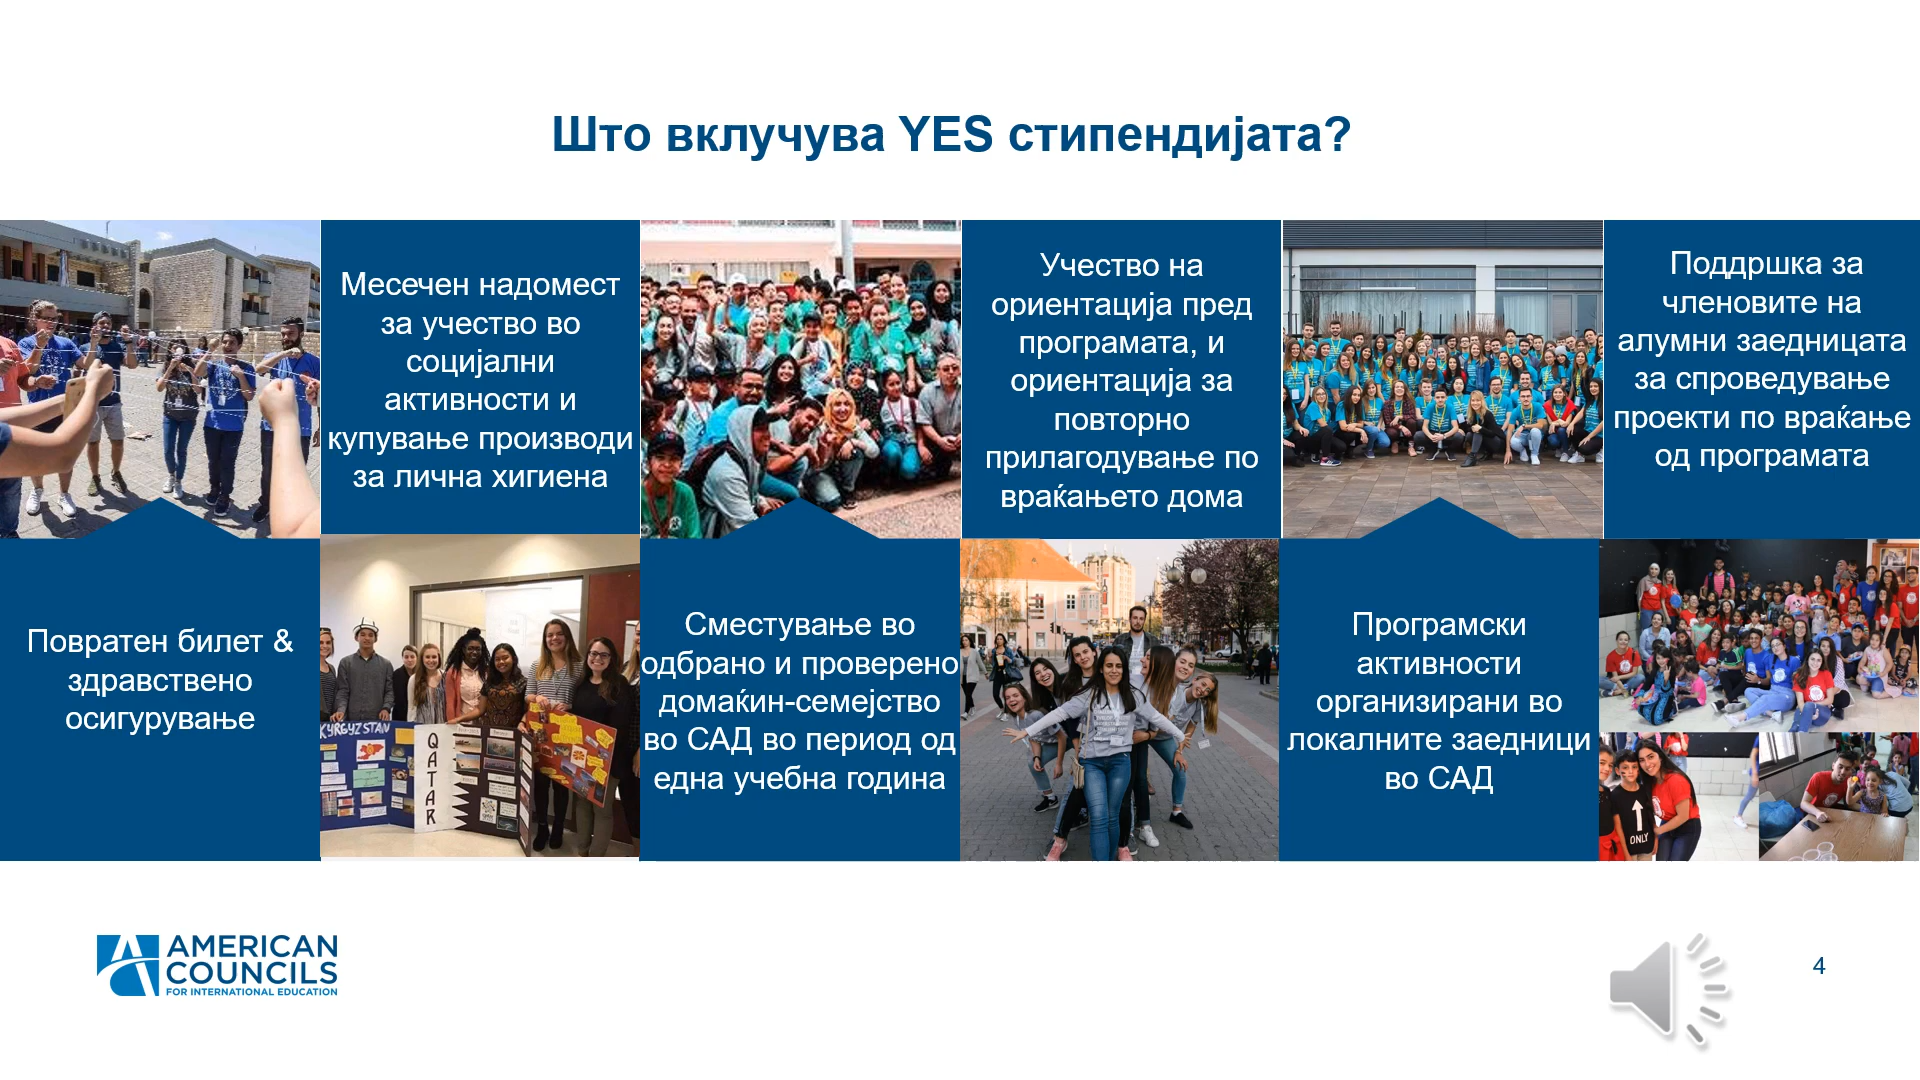 Што вклучува YES стипендијата?
Месечен надомест
за учество во
социјални
активности и
купување производи
за лична хигиена
Учество на
ориентација пред
програмата, и
ориентација за
повторно
прилагодување по
враќањето дома
Поддршка за
членовите на
алумни заедницата
за спроведување
проекти по враќање
од програмата
Повратен билет &
здравствено
осигурување
KYRGYZSTAN
QATAR
Сместување во
одбрано и проверено
домаќин-семејство
во САД во период од
една учебна година
Програмски
активности
организирани во
локалните заедници
во САД
ONLY
AMERICAN
COUNCILS
FOR INTERNATIONAL EDUCATION
4